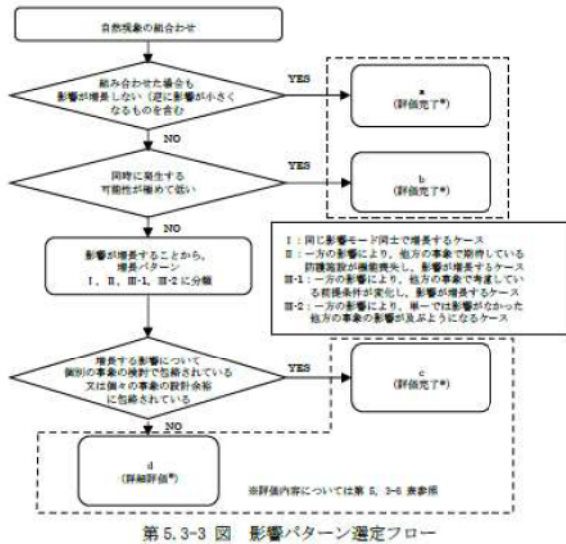 自然現象の組合わせ
組み合わせた場合も
影響が増長しない（逆に影響が小さく
なるものを含む
YES
a
(評価完了※)
NO
同時に発生する
可能性が極めて低い
YES
b
(評価完了※)
NO
影響が増長することから、
増長パターン
Ⅰ、Ⅱ、Ⅲ-1、Ⅲ-2 に分類
Ⅰ：同じ影響モード同士で増長するケース
Ⅱ：一方の影響により、他方の事象で期待している
防護施設が機能喪失し、影響が増長するケース
Ⅲ-1：一方の影響により、他方の事象で考慮してい
る前提条件が変化し、影響が増長するケース
Ⅲ-2：一方の影響により、単一では影響がなかった
他方の事象の影響が及ぶようになるケース
増長する影響について
個別の事象の検討で包絡されている
又は個々の事象の設計余裕
に包絡されている
YES
c
(評価完了※)
NO
d
(詳細評価※)
※評価内容については第 5. 3-6 表参照
第 5.3-3 図 影響パターン選定フロー